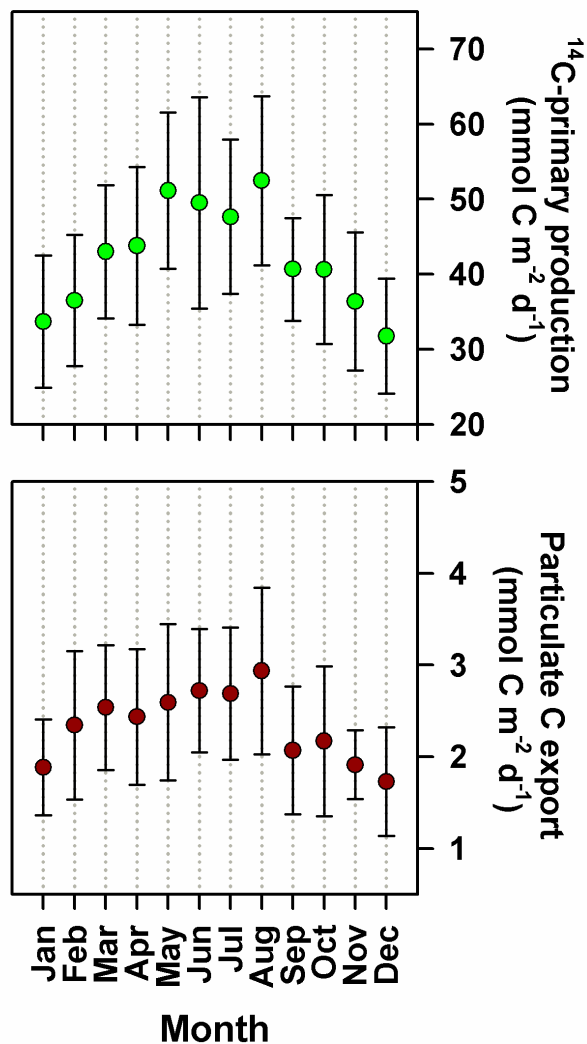 ¹⁴C-primary production
(mmol C m⁻² d⁻¹)
70
60
50
40
30
20
Particulate C export
(mmol C m⁻² d⁻¹)
5
4
3
2
1
Jan Feb Mar Apr May Jun Jul Aug Sep Oct Nov Dec
Month